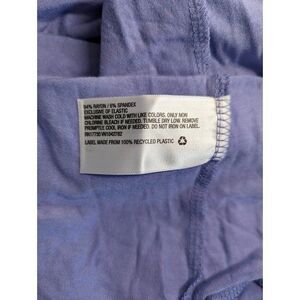 94% RAYON / 6% SPANDEX
EXCLUSIVE OF ELASTIC
MACHINE WASH COLD WITH LIKE COLORS. ONLY NON
CHLORINE BLEACH IF NEEDED. TUMBLE DRY LOW. REMOVE
PROMPTLY. COOL IRON IF NEEDED. DO NOT IRON ON LABEL.
RN17730 VN1040782
LABEL MADE FROM 100% RECYCLED PLASTIC